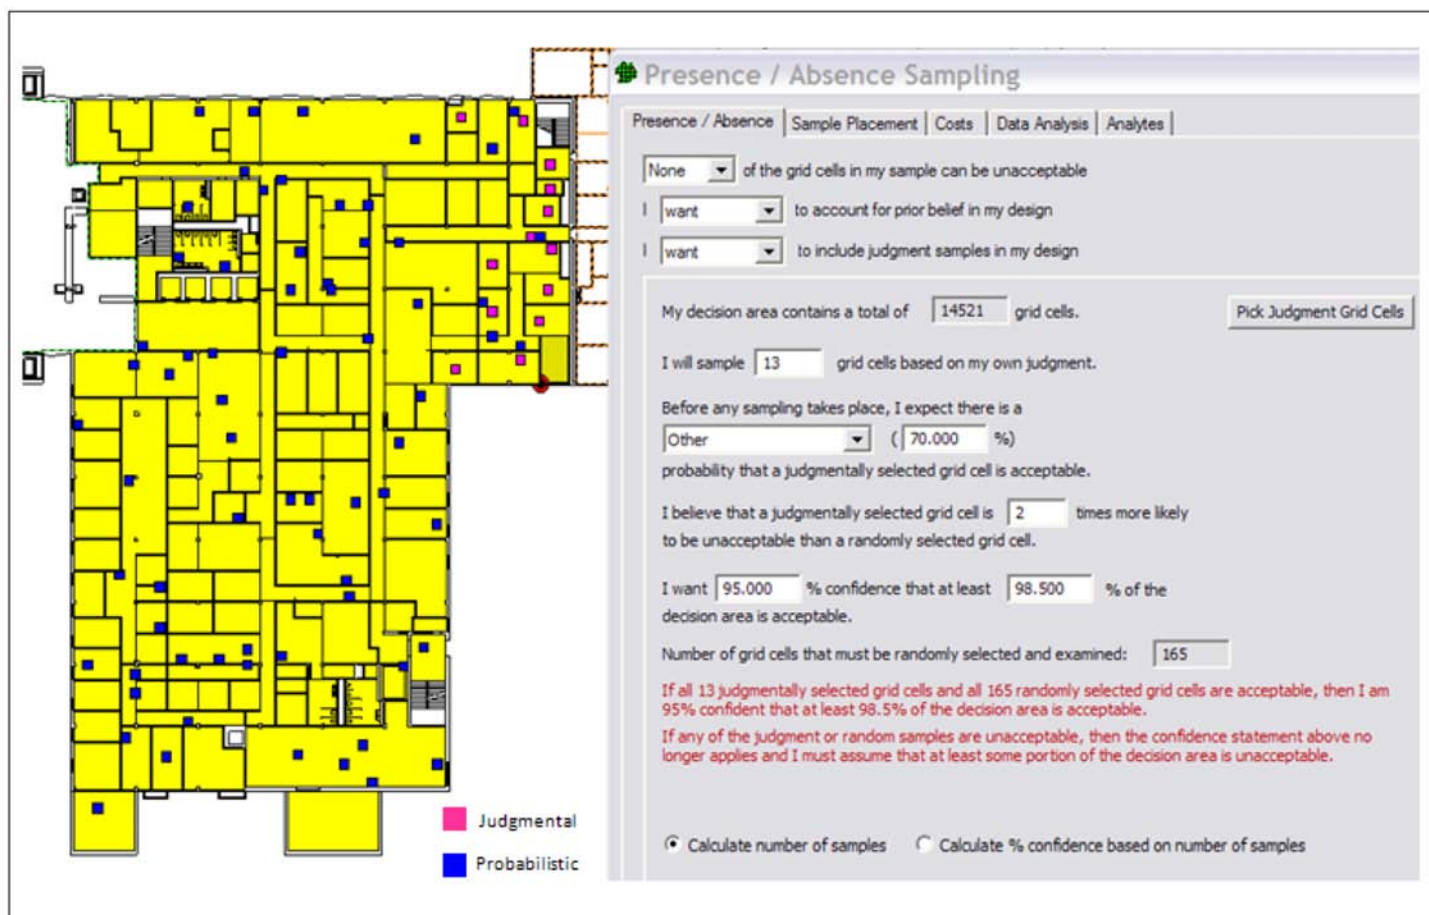 Presence / Absence Sampling
Presence / Absence Sample Placement Costs Data Analysis Analytes
None of the grid cells in my sample can be unacceptable
I want to account for prior belief in my design
I want to include judgment samples in my design
My decision area contains a total of 14521 grid cells. Pick Judgment Grid Cells
I will sample 13 grid cells based on my own judgment.
Before any sampling takes place, I expect there is a
Other ( 70.000 %)
probability that a judgmentally selected grid cell is acceptable.
I believe that a judgmentally selected grid cell is 2 times more likely
to be unacceptable than a randomly selected grid cell.
I want 95.000 % confidence that at least 98.500 % of the
decision area is acceptable.
Number of grid cells that must be randomly selected and examined: 165
If all 13 judgmentally selected grid cells and all 165 randomly selected grid cells are acceptable, then I am
95% confident that at least 98.5% of the decision area is acceptable.
If any of the judgment or random samples are unacceptable, then the confidence statement above no
longer applies and I must assume that at least some portion of the decision area is unacceptable.
Calculate number of samples Calculate % confidence based on number of samples
Judgmental
Probabilistic